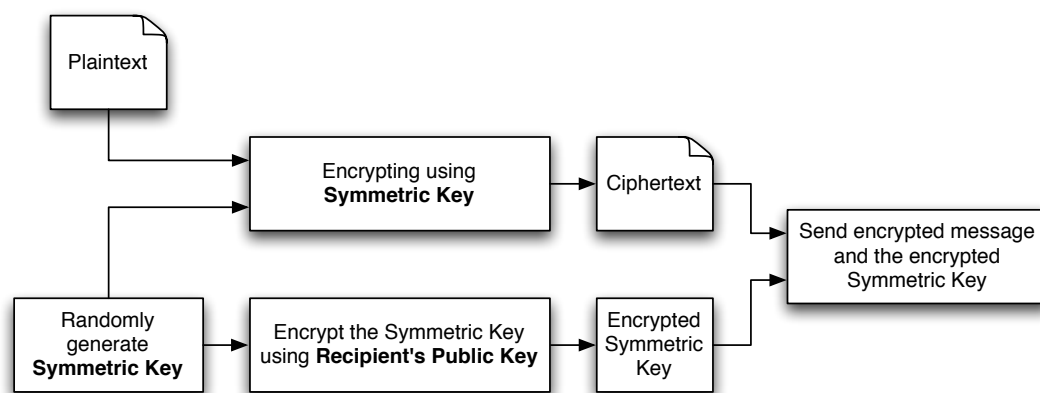 Plaintext
Encrypting using
Symmetric Key
Ciphertext
Send encrypted message
and the encrypted
Symmetric Key
Randomly
generate
Symmetric Key
Encrypt the Symmetric Key
using Recipient's Public Key
Encrypted
Symmetric
Key